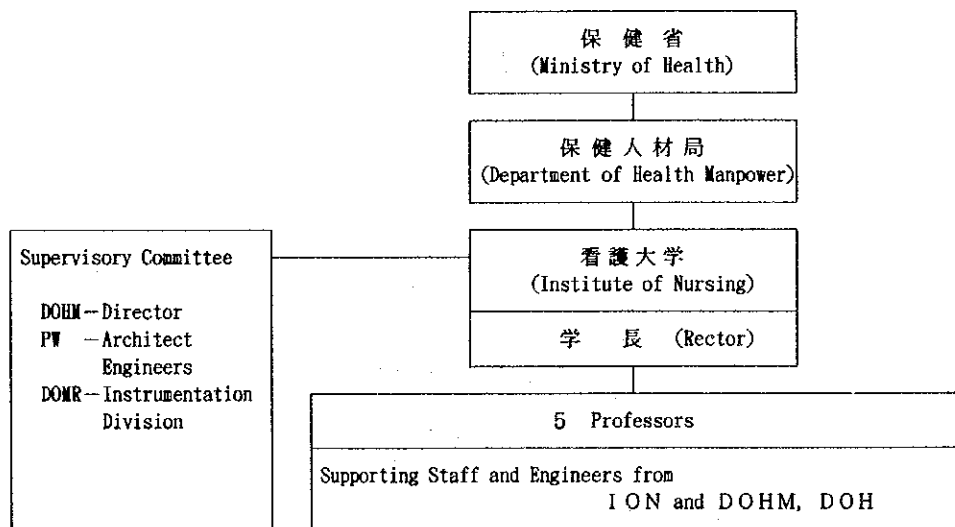 保健省
(Ministry of Health)
保健人材局
(Department of Health Manpower)
Supervisory Committee
DOHM－Director
PW －Architect
Engineers
DOMR－Instrumentation
Division
看護大学
(Institute of Nursing)
学 長 (Rector)
5 Professors
Supporting Staff and Engineers from
ION and DOHM, DOH